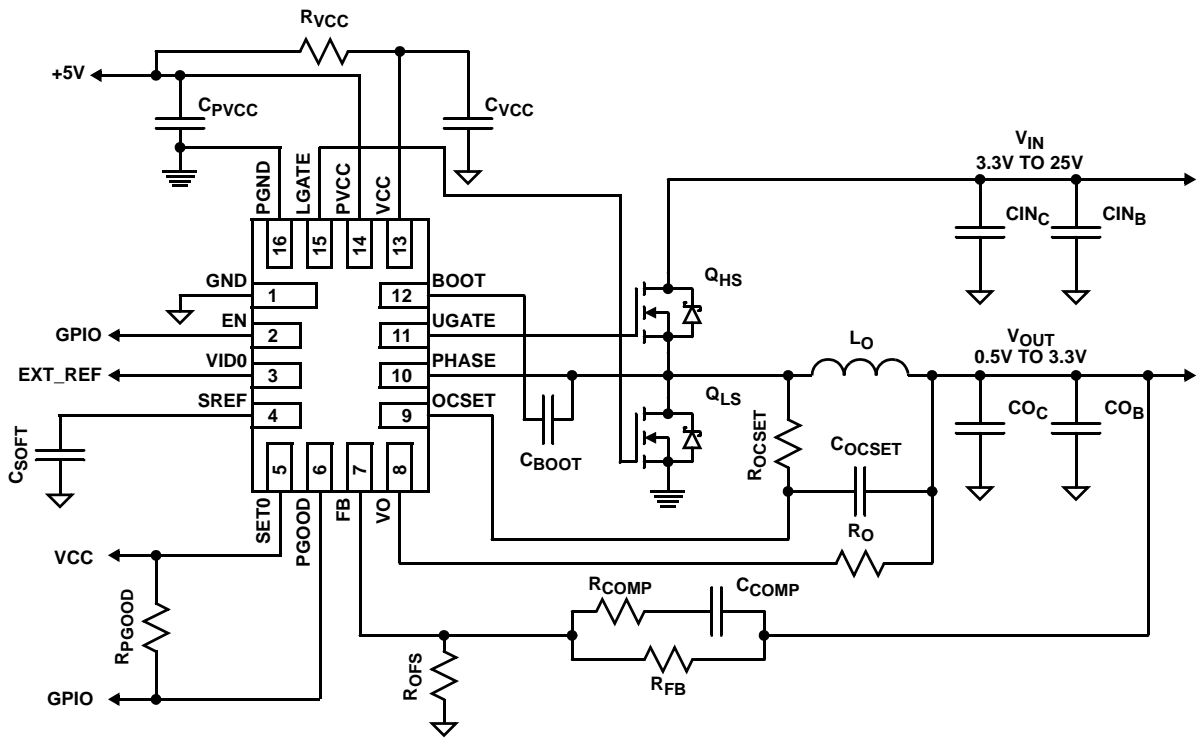 RVCC
+5V
CPVCC
CVCC
VIN
3.3V TO 25V
PGND
LGATE
PVCC
VCC
16
15
14
13
CINC
CINB
GND
1
12
BOOT
QHS
EN
GPIO
2
11
UGATE
LO
VOUT
0.5V TO 3.3V
VID0
EXT_REF
3
10
PHASE
QLS
SREF
4
9
OCSET
COC
COB
CSOFT
CBOOT
ROCSET
COCSET
5
6
7
8
SET0
PGOOD
FB
VO
RO
VCC
RPGOOD
RCOMP
CCOMP
GPIO
ROFS
RFB